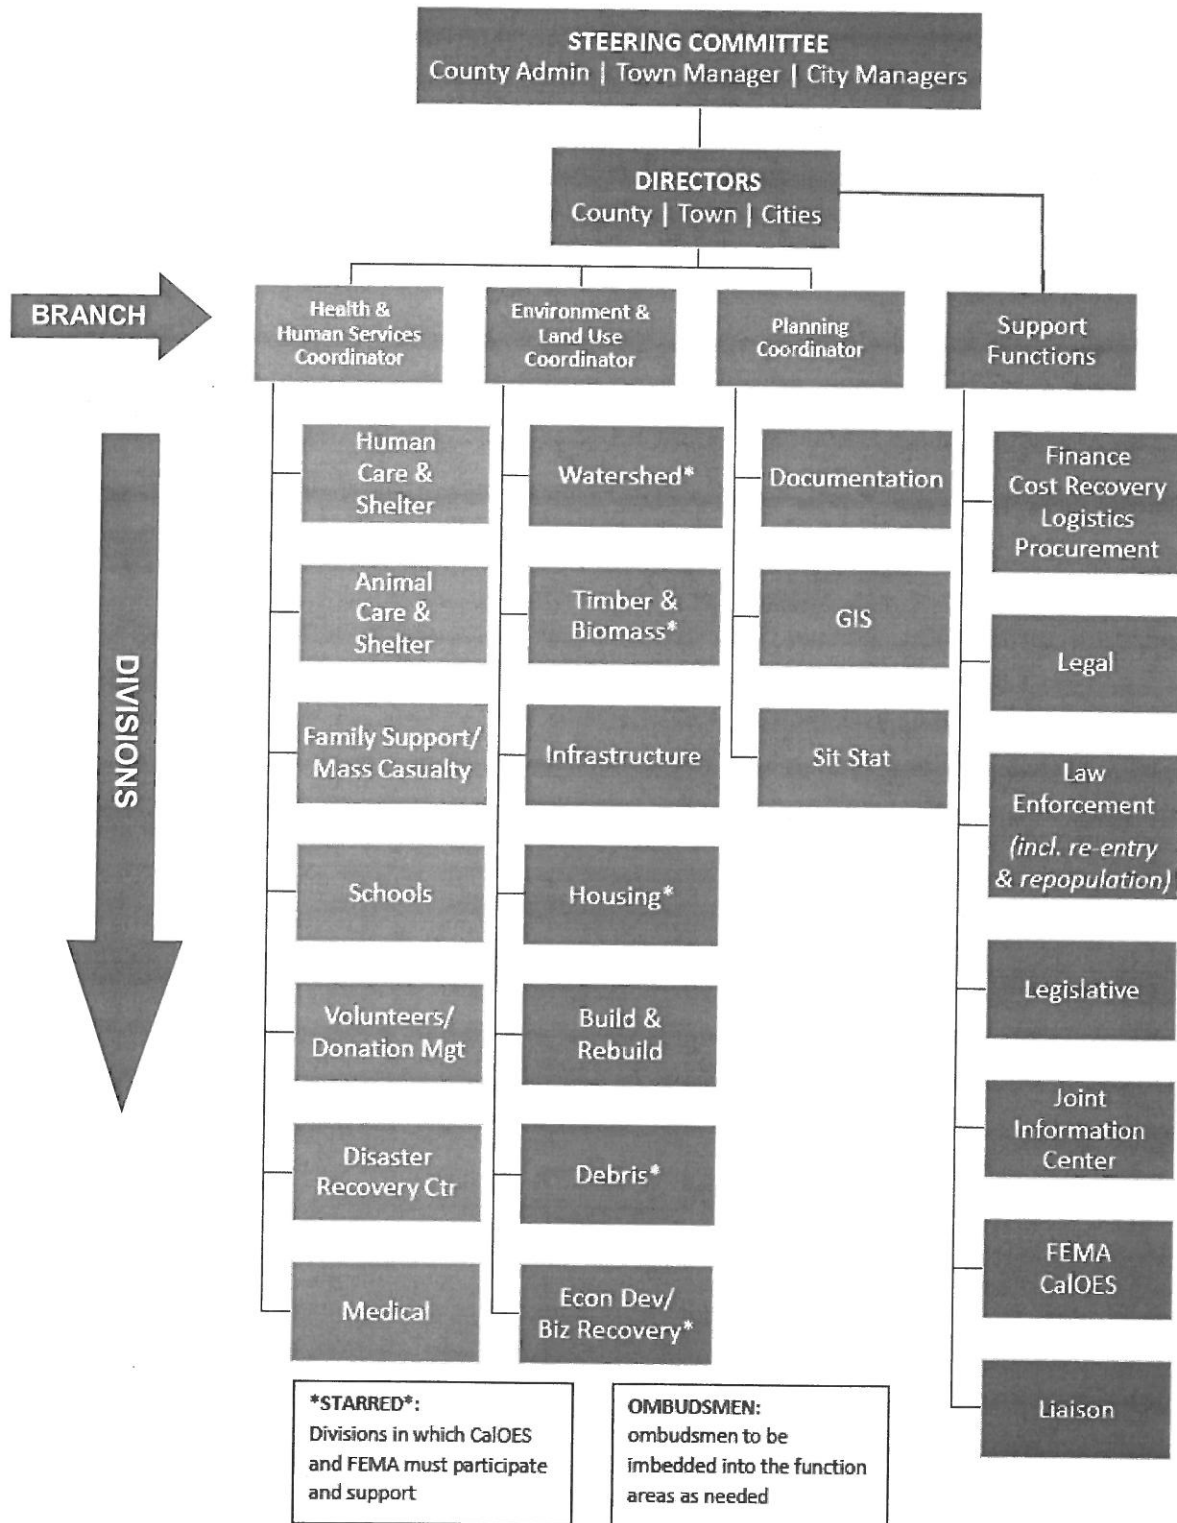 STEERING COMMITTEE
County Admin | Town Manager | City Managers
DIRECTORS
County | Town | Cities
BRANCH
Health &
Human Services
Coordinator
Environment &
Land Use
Coordinator
Planning
Coordinator
Support
Functions
DIVISIONS
Human
Care &
Shelter
Animal
Care &
Shelter
Family Support/
Mass Casualty
Schools
Volunteers/
Donation Mgt
Disaster
Recovery Ctr
Medical
Watershed*
Timber &
Biomass*
Infrastructure
Housing*
Build &
Rebuild
Debris*
Econ Dev/
Biz Recovery*
Documentation
GIS
Sit Stat
Finance
Cost Recovery
Logistics
Procurement
Legal
Law
Enforcement
(incl. re-entry
& repopulation)
Legislative
Joint
Information
Center
FEMA
CalOES
Liaison
*STARRED*:
Divisions in which CalOES
and FEMA must participate
and support
OMBUDSMEN:
ombudsmen to be
imbedded into the function
areas as needed